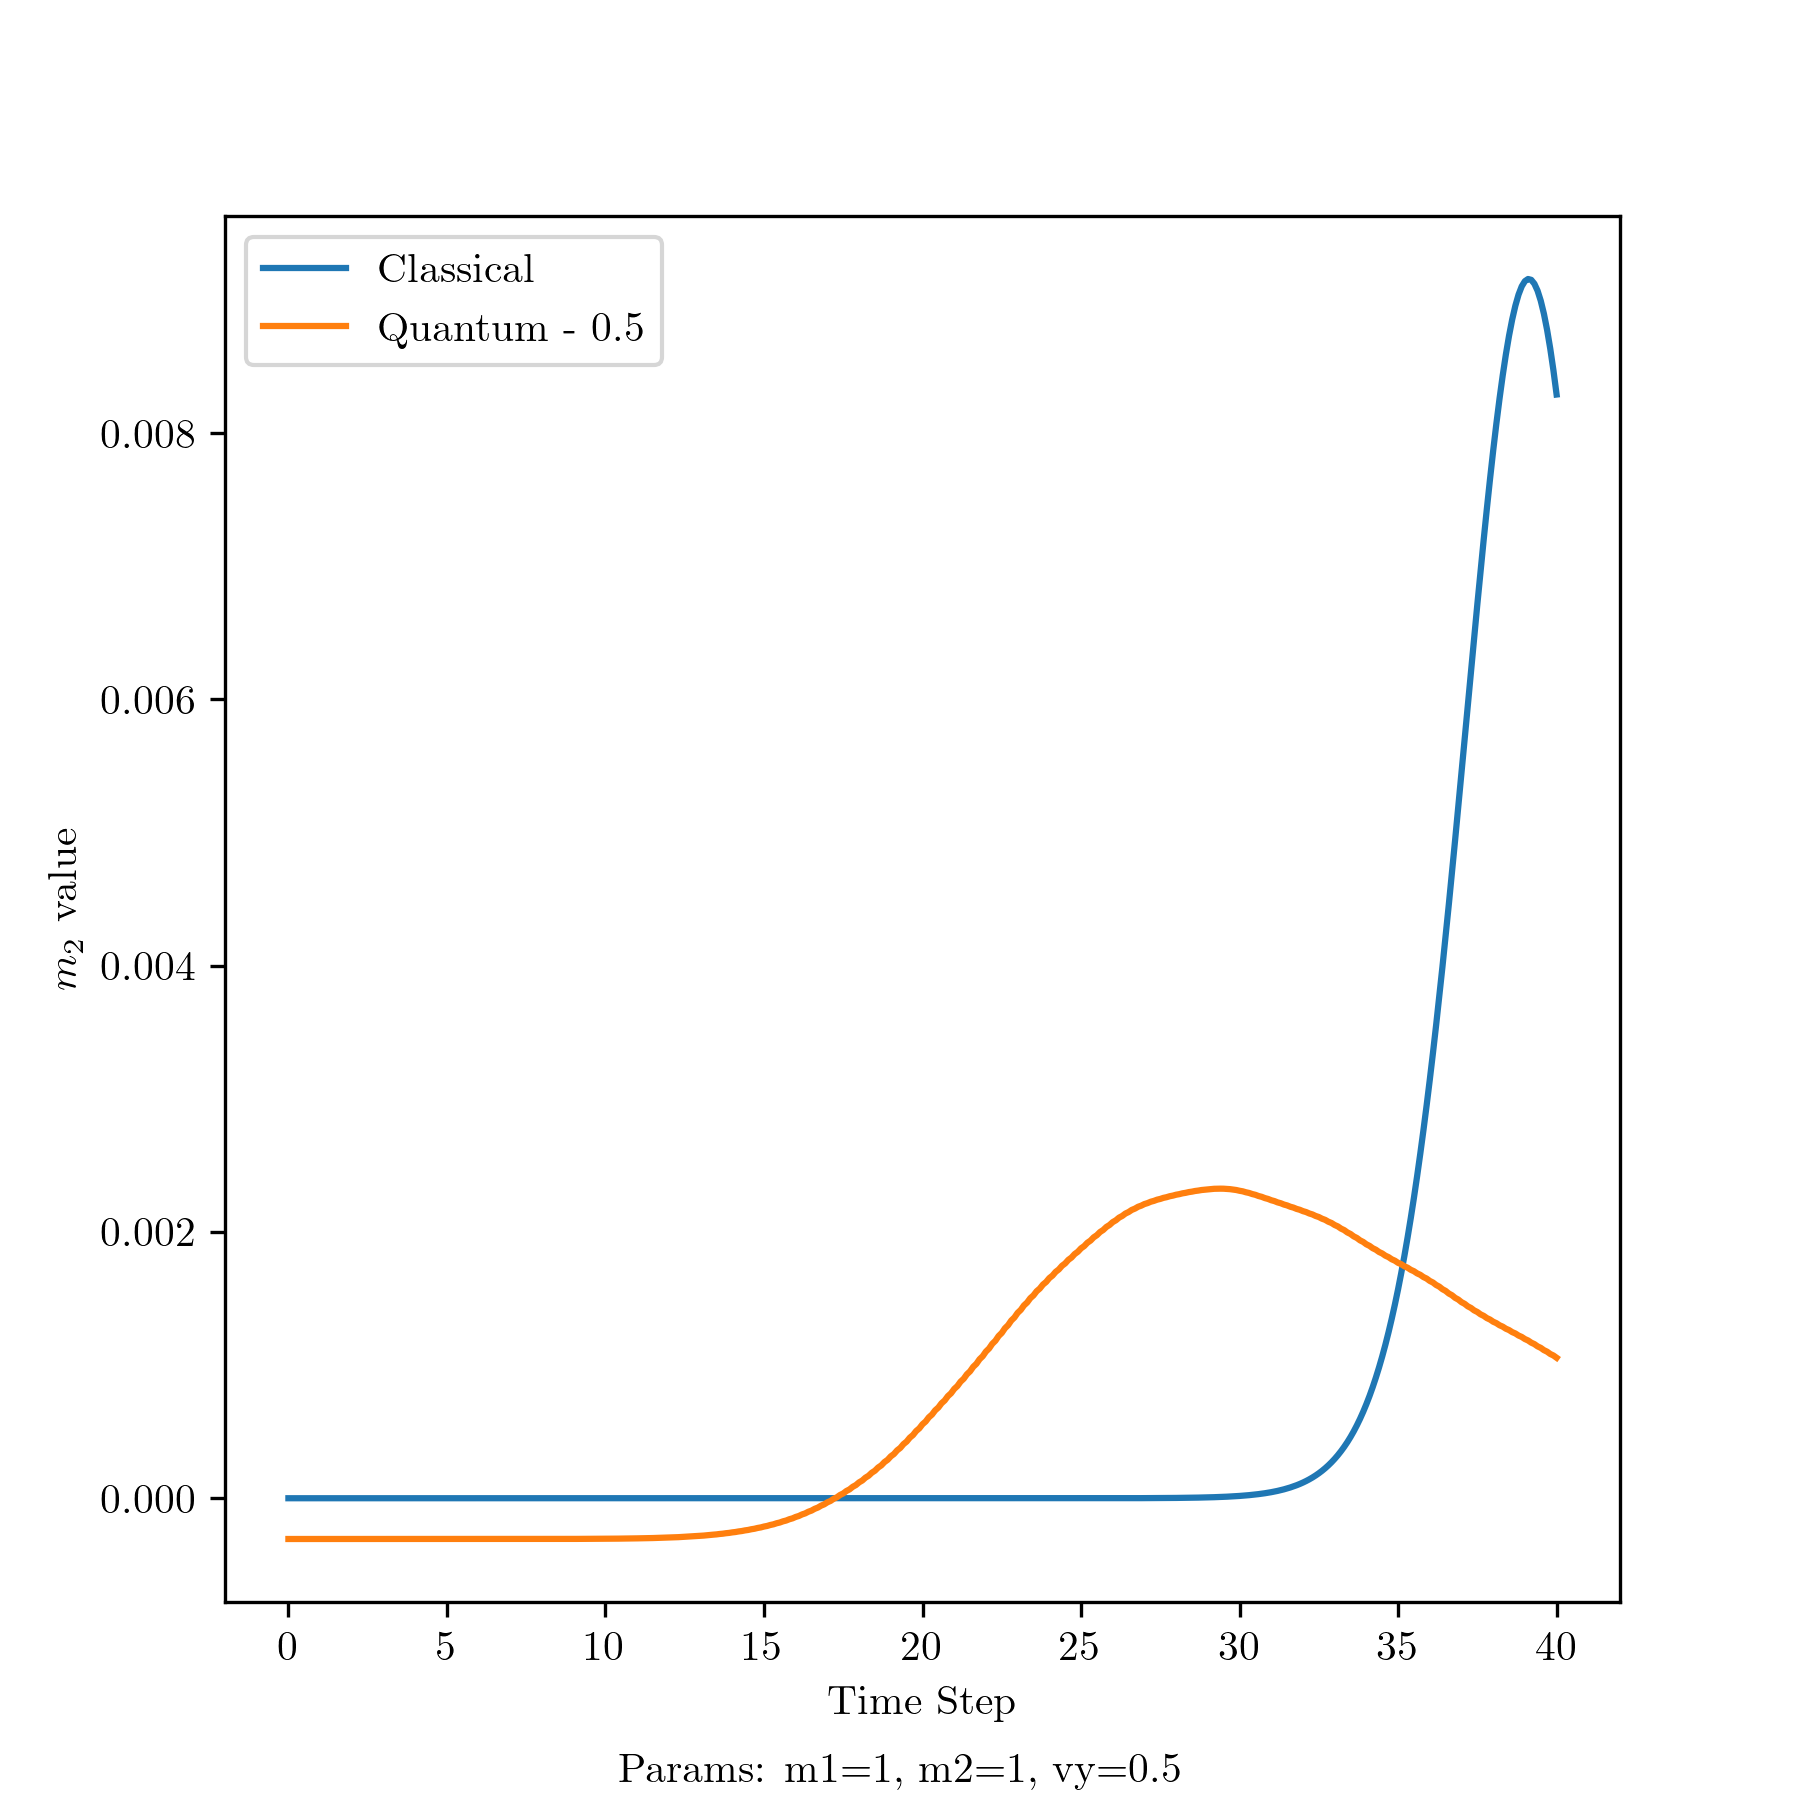 Classical
Quantum - 0.5
0.008
0.006
0.004
0.002
0.000
m₂ value
0 5 10 15 20 25 30 35 40
Time Step
Params: m1=1, m2=1, vy=0.5